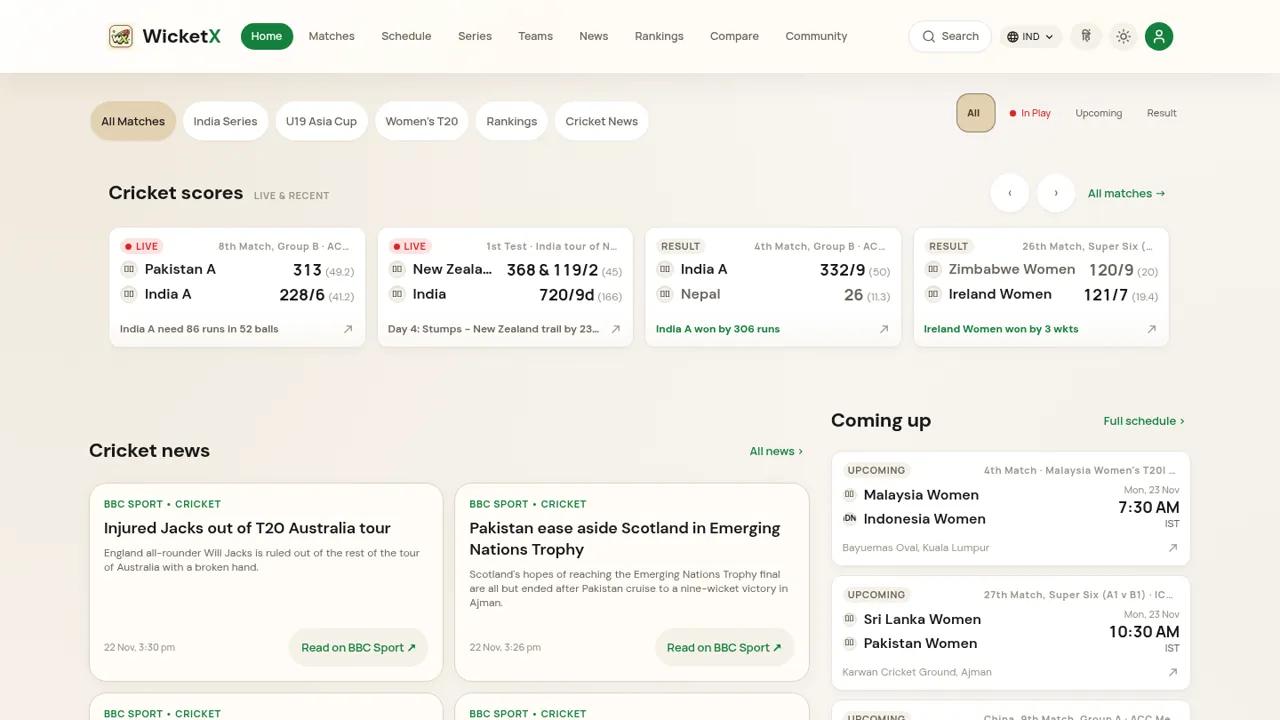 WicketX
Home
Matches
Schedule
Series
Teams
News
Rankings
Compare
Community
Search
IND
हिं
All Matches
India Series
U19 Asia Cup
Women's T20
Rankings
Cricket News
All
In Play
Upcoming
Result
Cricket scores LIVE & RECENT
‹
›
All matches →
LIVE 8th Match, Group B · AC…
Pakistan A 313 (49.2)
India A 228/6 (41.2)
India A need 86 runs in 52 balls
LIVE 1st Test · India tour of N…
New Zeala… 368 & 119/2 (45)
India 720/9d (166)
Day 4: Stumps – New Zealand trail by 23…
RESULT 4th Match, Group B · AC…
India A 332/9 (50)
Nepal 26 (11.3)
India A won by 306 runs
RESULT 26th Match, Super Six (…
Zimbabwe Women 120/9 (20)
Ireland Women 121/7 (19.4)
Ireland Women won by 3 wkts
Cricket news
All news ›
BBC SPORT • CRICKET
Injured Jacks out of T20 Australia tour
England all-rounder Will Jacks is ruled out of the rest of the tour
of Australia with a broken hand.
22 Nov, 3:30 pm
Read on BBC Sport ↗
BBC SPORT • CRICKET
Pakistan ease aside Scotland in Emerging
Nations Trophy
Scotland's hopes of reaching the Emerging Nations Trophy final
are all but ended after Pakistan cruise to a nine-wicket victory in
Ajman.
22 Nov, 3:26 pm
Read on BBC Sport ↗
BBC SPORT • CRICKET
BBC SPORT • CRICKET
Coming up
Full schedule ›
UPCOMING 4th Match · Malaysia Women's T20I …
Malaysia Women
Indonesia Women
Mon, 23 Nov
7:30 AM
IST
Bayuemas Oval, Kuala Lumpur
UPCOMING 27th Match, Super Six (A1 v B1) · IC…
Sri Lanka Women
Pakistan Women
Mon, 23 Nov
10:30 AM
IST
Karwan Cricket Ground, Ajman
UPCOMING China, 9th Match, Group A · ACC Me…